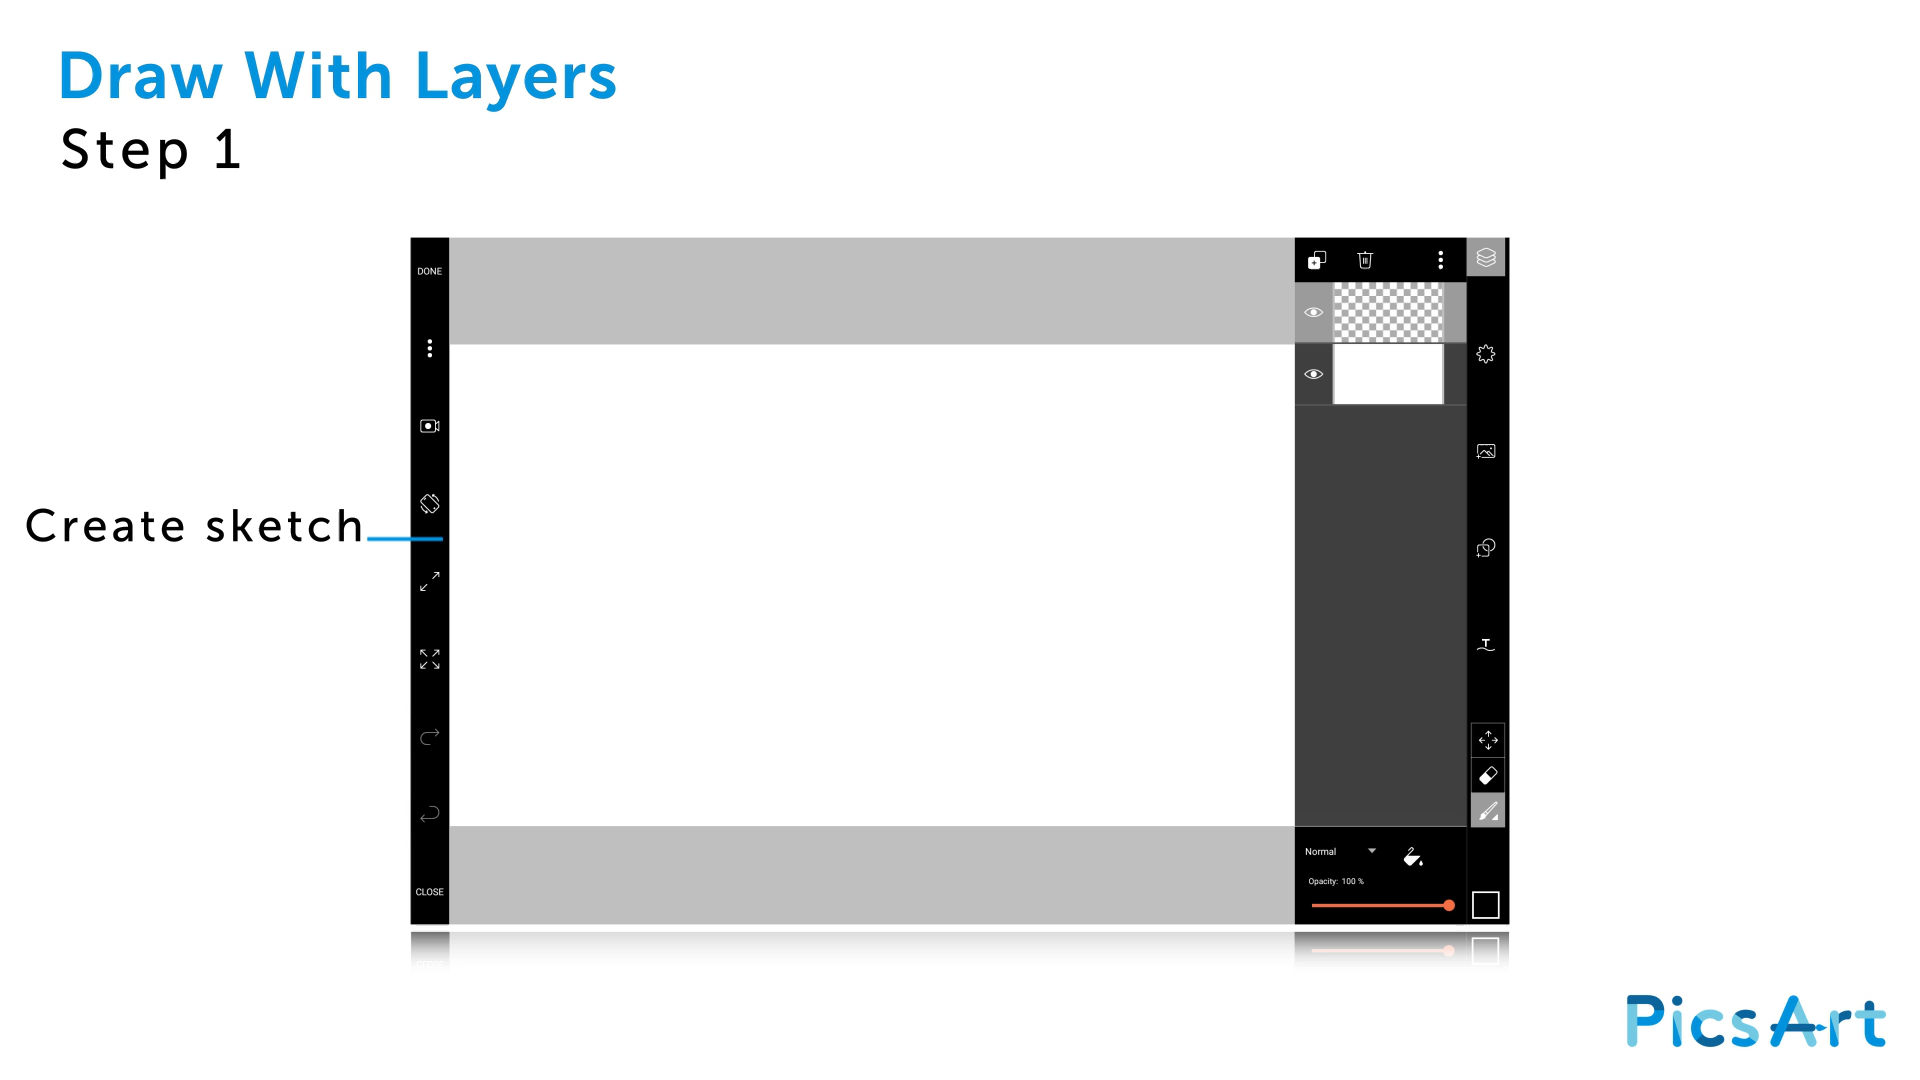 Draw With Layers
Step 1
DONE
Create sketch
T
Normal
Opacity: 100 %
CLOSE
PicsArt